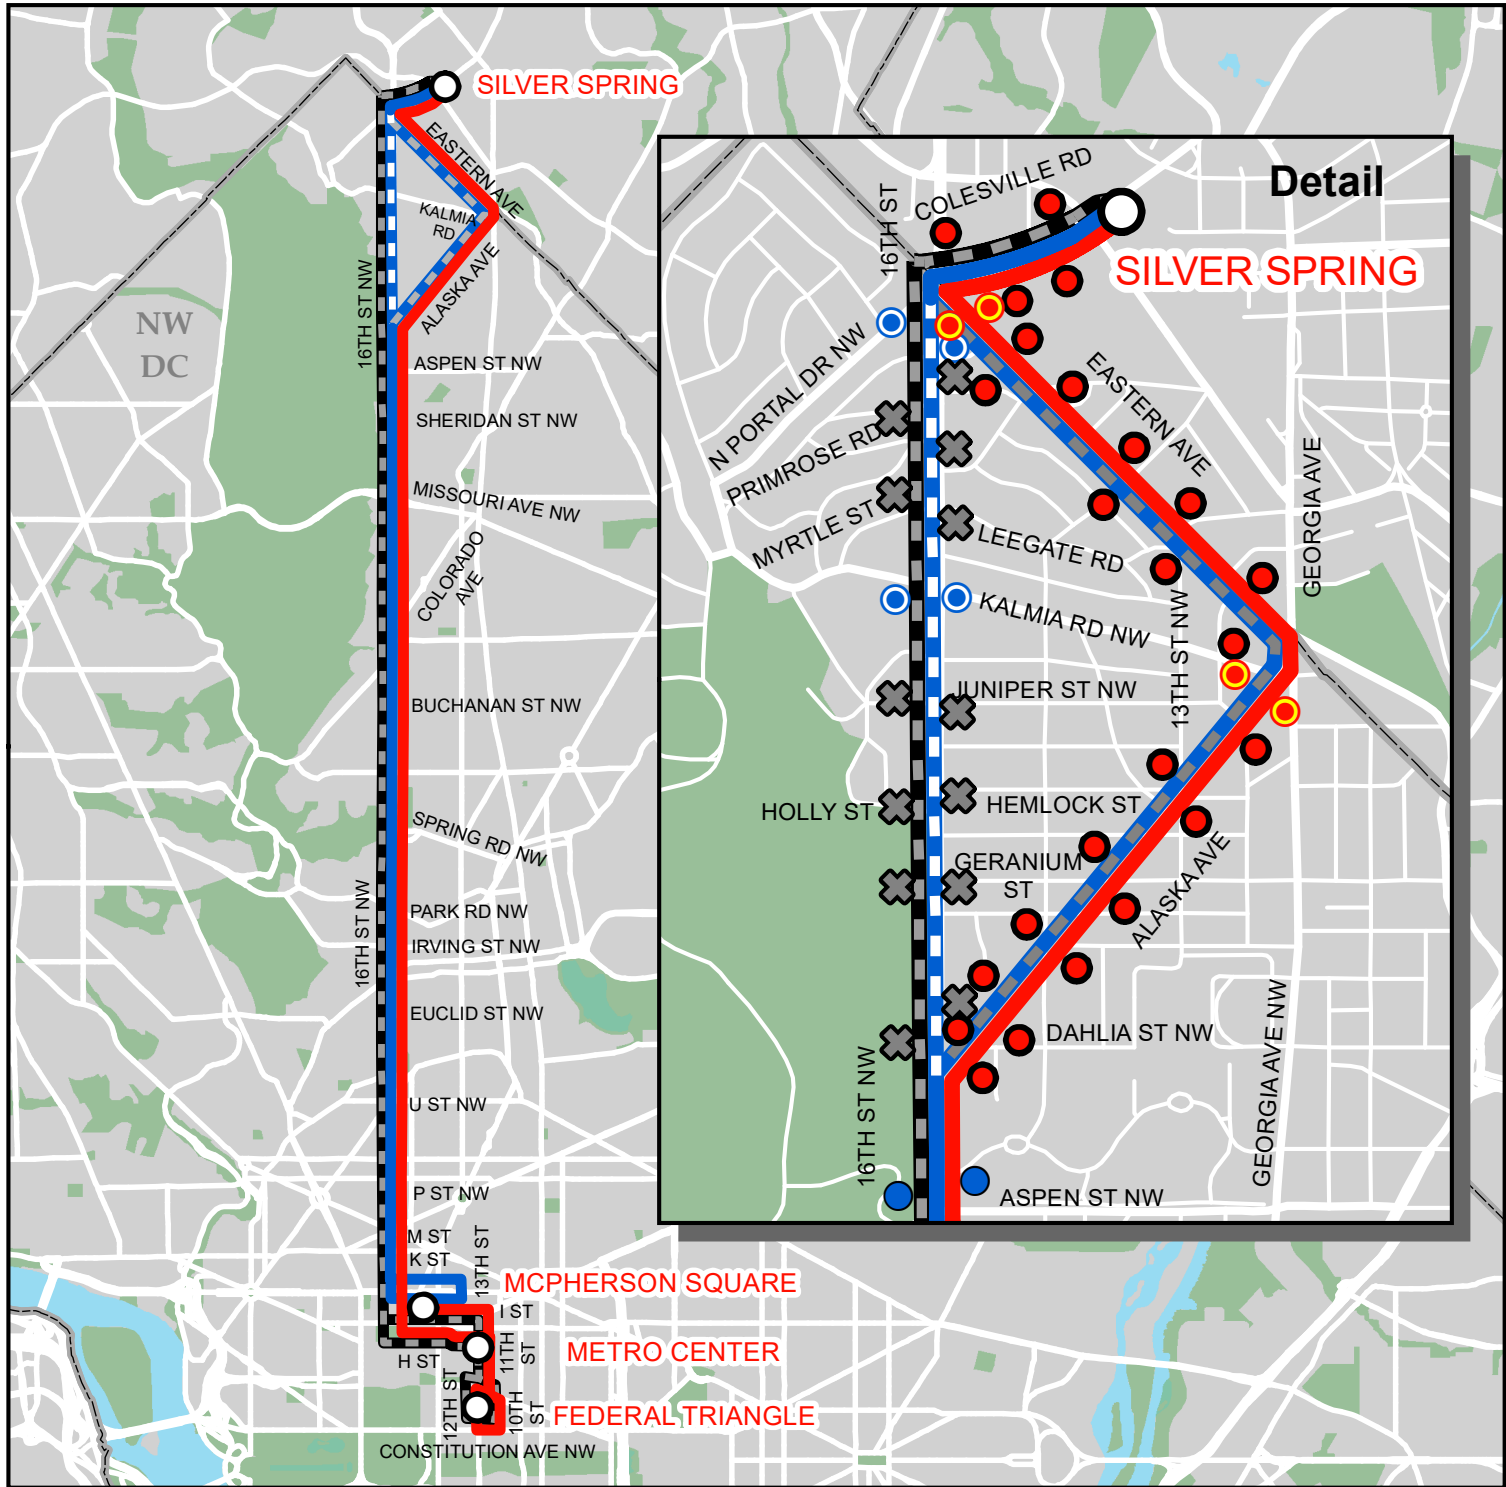 SILVER SPRING
EASTERN AVE
KALMIA
RD
ALASKA AVE
16TH ST NW
NW
DC
ASPEN ST NW
SHERIDAN ST NW
MISSOURI AVE NW
COLORADO
AVE
BUCHANAN ST NW
SPRING RD NW
16TH ST NW
PARK RD NW
IRVING ST NW
EUCLID ST NW
U ST NW
P ST NW
M ST
K ST
13TH ST
MCPHERSON SQUARE
I ST
11TH
ST
METRO CENTER
H ST
12TH ST
10TH
ST
FEDERAL TRIANGLE
CONSTITUTION AVE NW
Detail
COLESVILLE RD
16TH ST
SILVER SPRING
N PORTAL DR NW
EASTERN AVE
PRIMROSE RD
GEORGIA AVE
MYRTLE ST
LEEGATE RD
KALMIA RD NW
13TH ST NW
JUNIPER ST NW
HOLLY ST
HEMLOCK ST
GERANIUM
ST
ALASKA AVE
DAHLIA ST NW
GEORGIA AVE NW
16TH ST NW
ASPEN ST NW